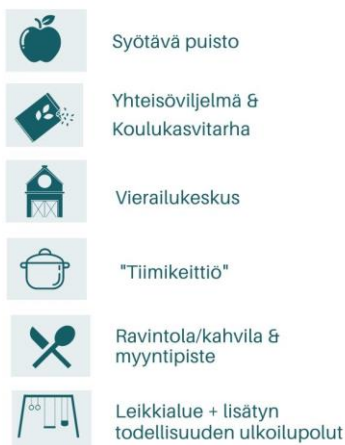 Syötävä puisto
Yhteisöviljelmä &
Koulukasvitarha
Vierailukeskus
"Tiimikeittiö"
Ravintola/kahvila &
myyntipiste
Leikkialue + lisätyn
todellisuuden ulkoilupolut